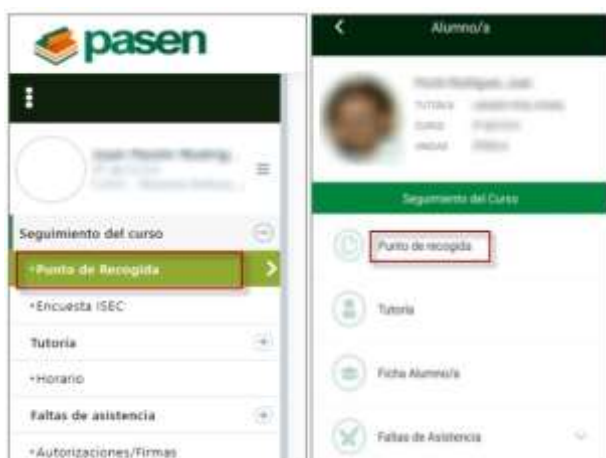 pasen
Seguimiento del curso
Punto de Recogida
Encuesta ISEC
Tutoría
Horario
Faltas de asistencia
Autorizaciones/Firmas
Alumno/a
Seguimiento del Curso
Punto de recogida
Tutoría
Ficha Alumno/a
Faltas de Asistencia